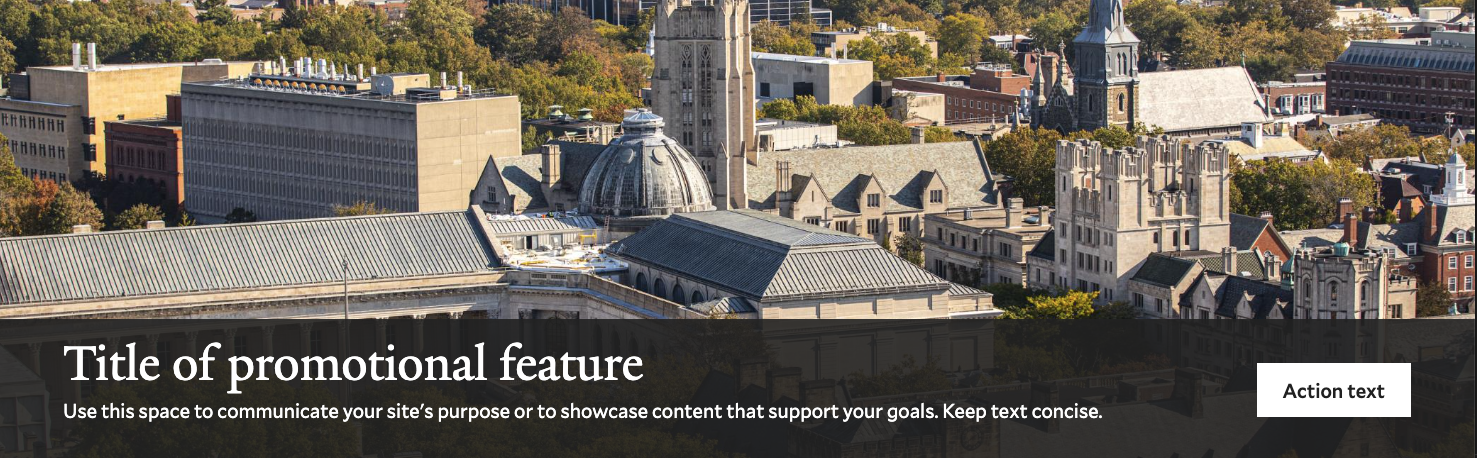 Title of promotional feature
Use this space to communicate your site's purpose or to showcase content that support your goals. Keep text concise.
Action text